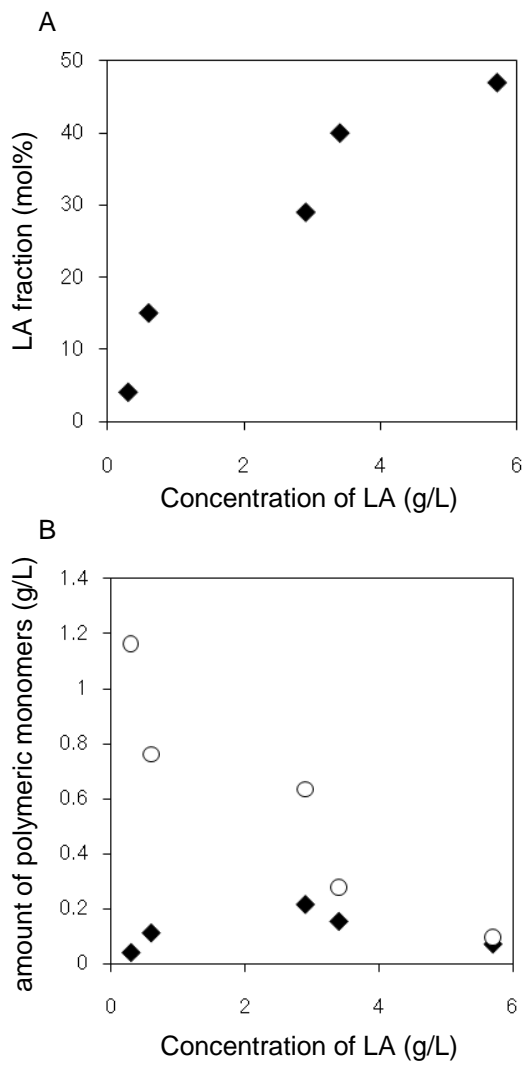 A
LA fraction (mol%)
50
40
30
20
10
0
0 2 4 6
Concentration of LA (g/L)
B
amount of polymeric monomers (g/L)
1.4
1.2
1
0.8
0.6
0.4
0.2
0
0 2 4 6
Concentration of LA (g/L)